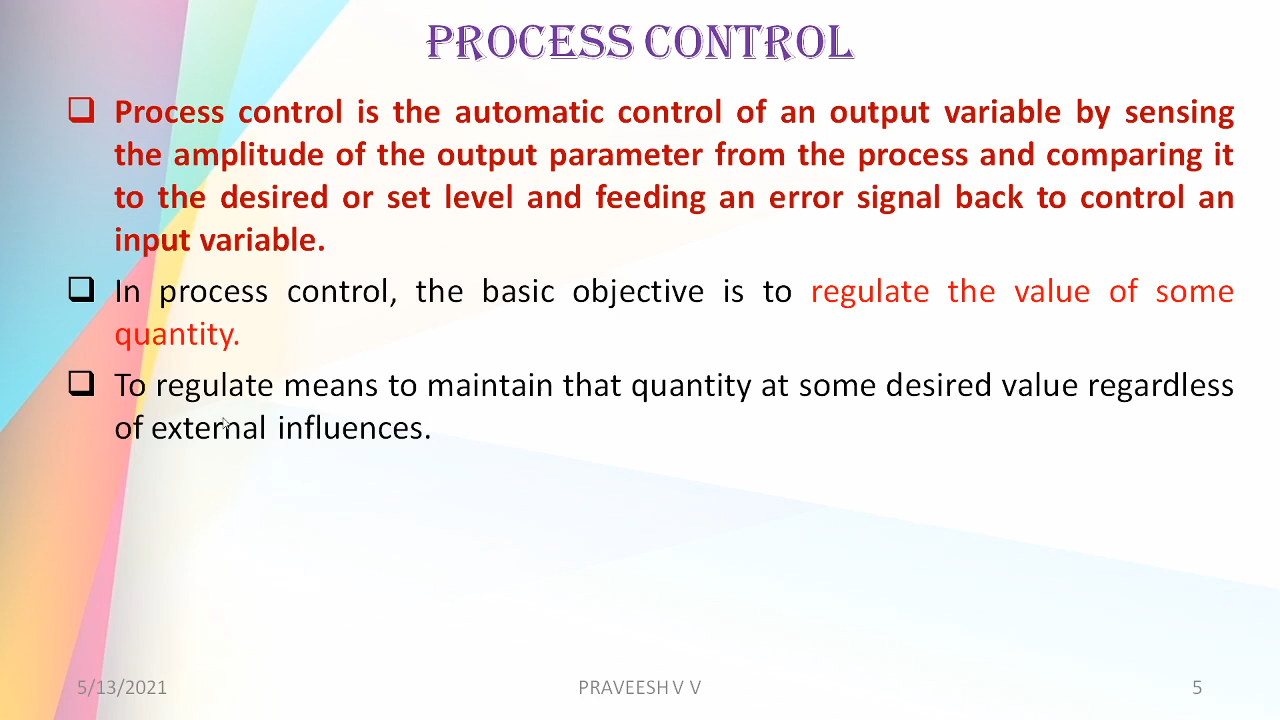 PROCESS CONTROL
❑ Process control is the automatic control of an output variable by sensing
the amplitude of the output parameter from the process and comparing it
to the desired or set level and feeding an error signal back to control an
input variable.
❑ In process control, the basic objective is to regulate the value of some
quantity.
❑ To regulate means to maintain that quantity at some desired value regardless
of external influences.
5/13/2021
PRAVEESH V V
5